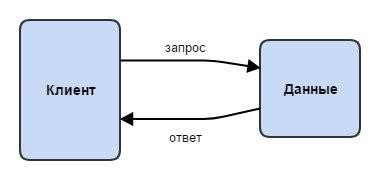 запрос
Клиент
Данные
ответ